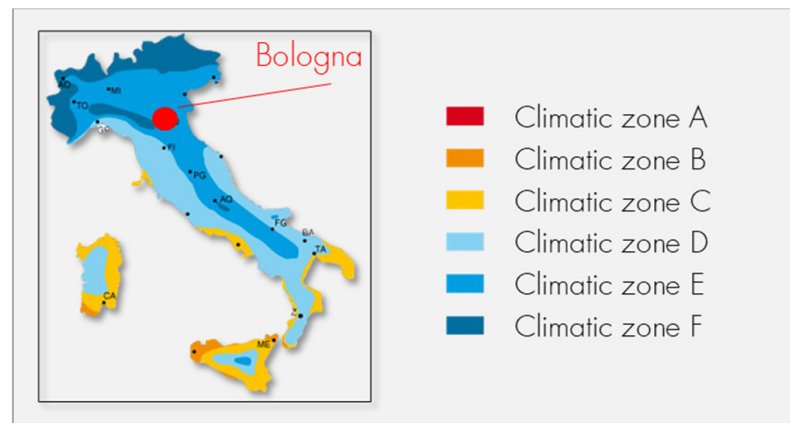 Bologna
AO
MI
TO
GE
FI
PG
AQ
FG
BA
TA
CA
ME
Climatic zone A
Climatic zone B
Climatic zone C
Climatic zone D
Climatic zone E
Climatic zone F